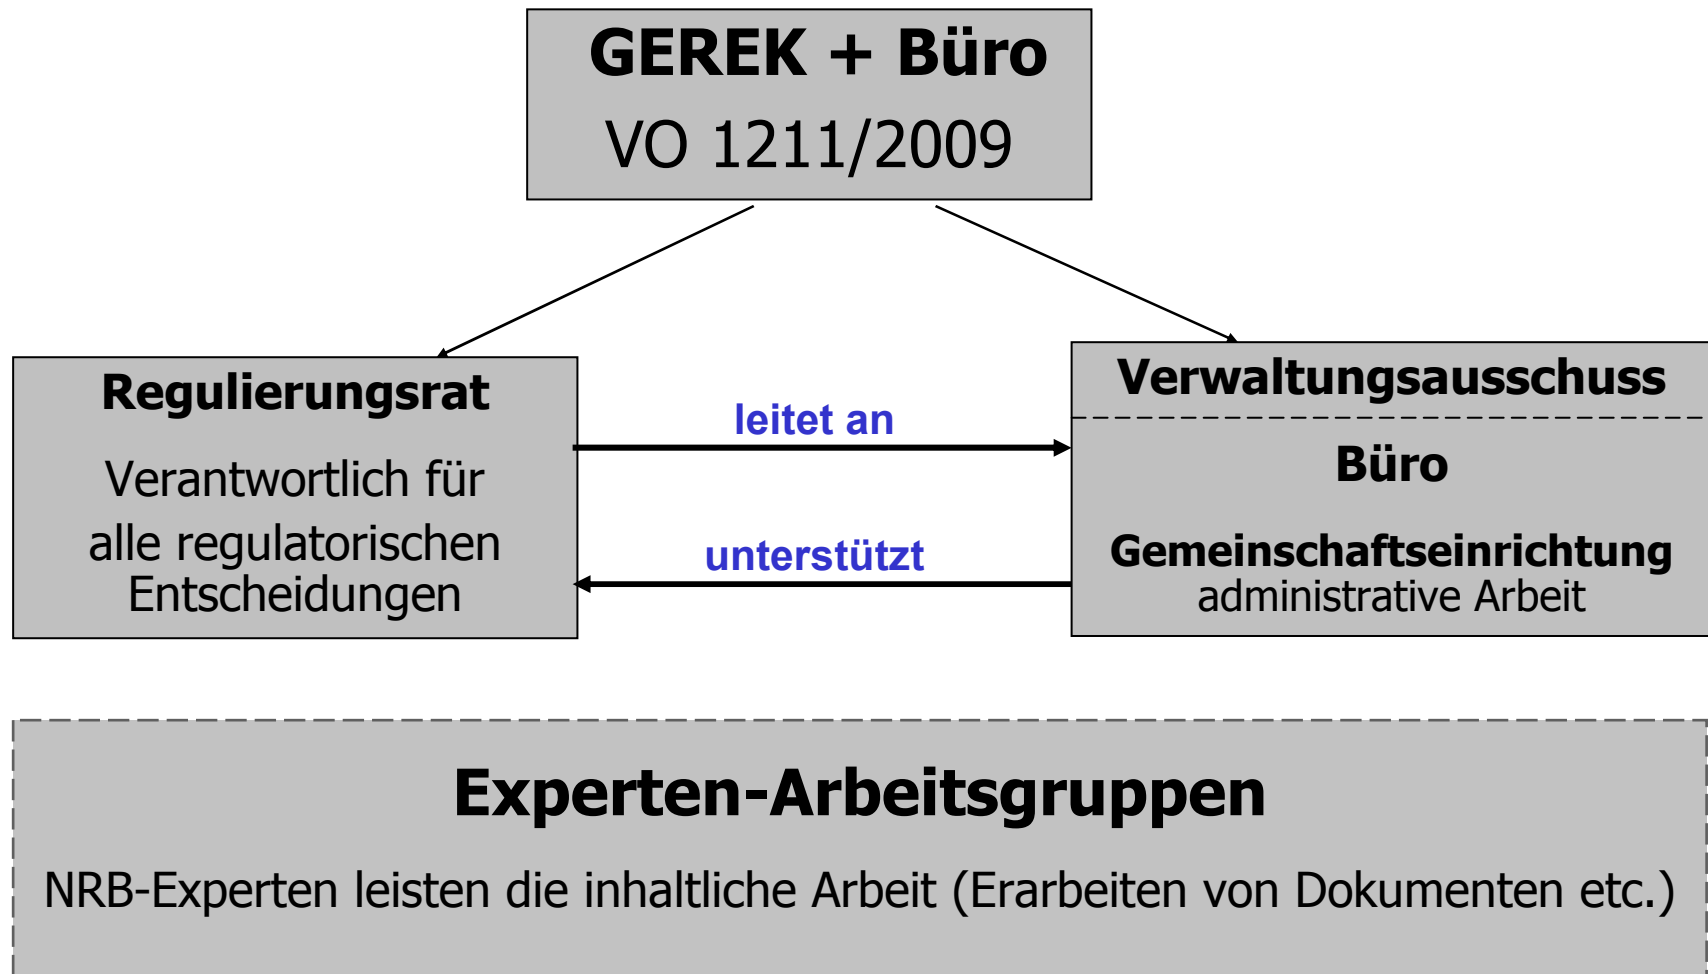 GEREK + Büro
VO 1211/2009
Regulierungsrat
Verantwortlich für
alle regulatorischen
Entscheidungen
leitet an
unterstützt
Verwaltungsausschuss
Büro
Gemeinschaftseinrichtung
administrative Arbeit
Experten-Arbeitsgruppen
NRB-Experten leisten die inhaltliche Arbeit (Erarbeiten von Dokumenten etc.)